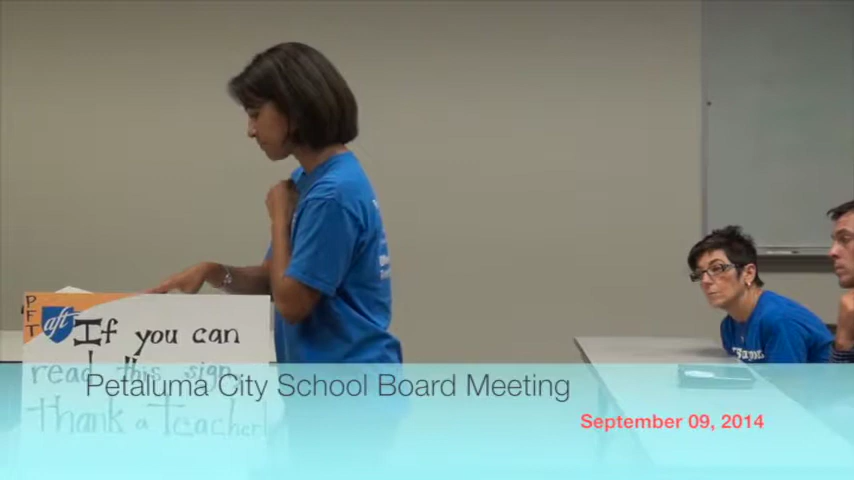 PFT
aft
If you can
read this sign,
thank a teacher!
Petaluma City School Board Meeting
September 09, 2014